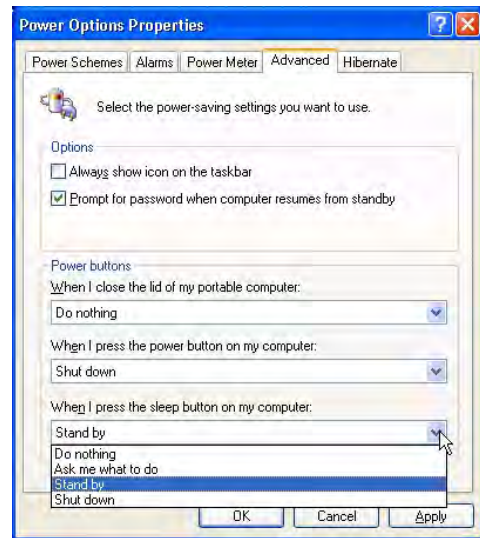 Power Options Properties
Power Schemes Alarms Power Meter Advanced Hibernate
Select the power-saving settings you want to use.
Options
Always show icon on the taskbar
Prompt for password when computer resumes from standby
Power buttons
When I close the lid of my portable computer:
Do nothing
When I press the power button on my computer:
Shut down
When I press the sleep button on my computer:
Stand by
Do nothing
Ask me what to do
Stand by
Shut down
OK Cancel Apply